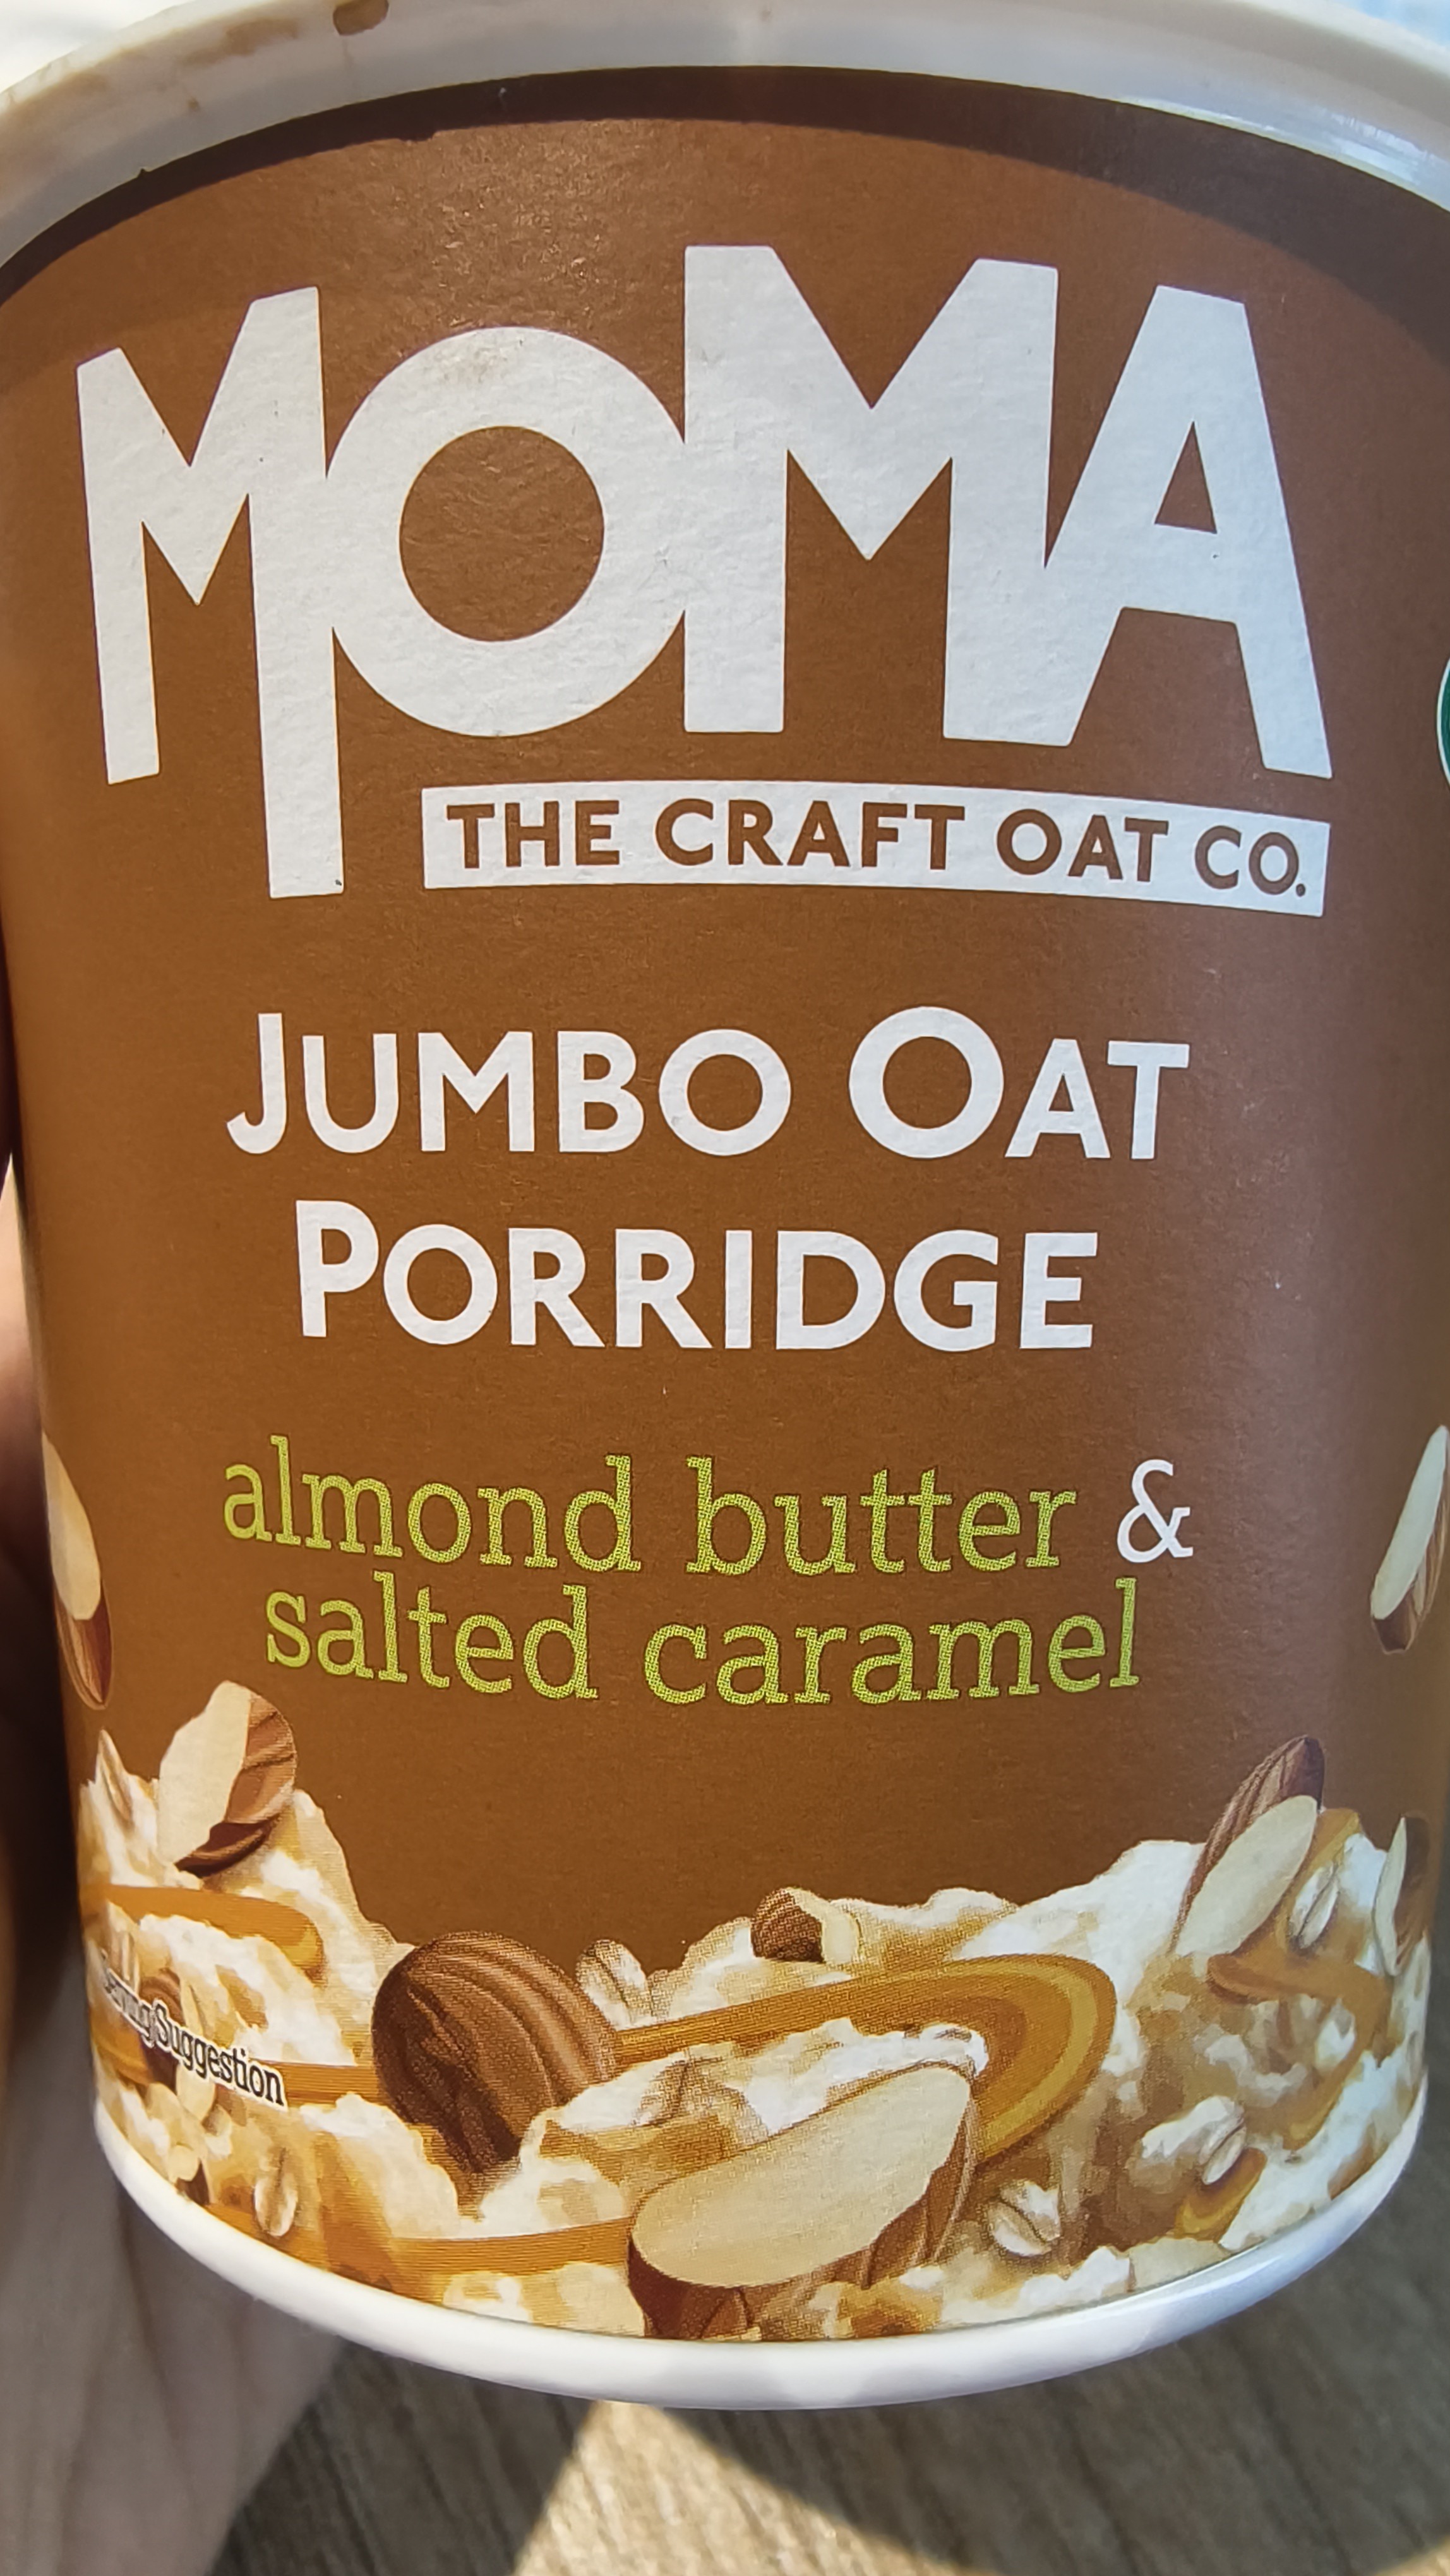 MOMA
THE CRAFT OAT CO.
JUMBO OAT
PORRIDGE
almond butter &
salted caramel
Serving Suggestion